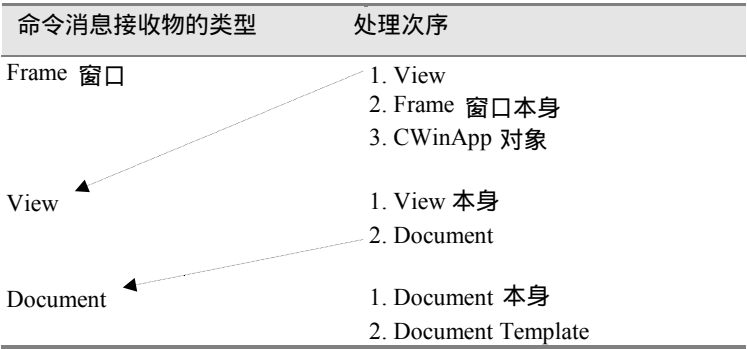 命令消息接收物的类型 处理次序
Frame 窗口 1. View
2. Frame 窗口本身
3. CWinApp 对象
View 1. View 本身
2. Document
Document 1. Document 本身
2. Document Template